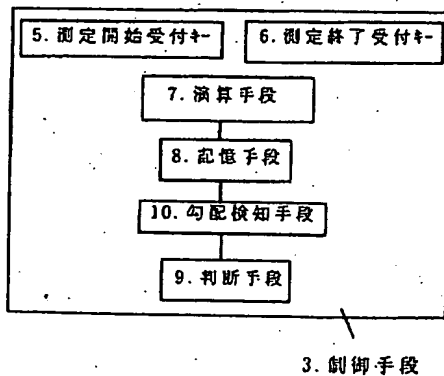 5. 測定開始受付キー
6. 測定終了受付キー
7. 演算手段
8. 記憶手段
10. 勾配検知手段
9. 判断手段
3. 制御手段